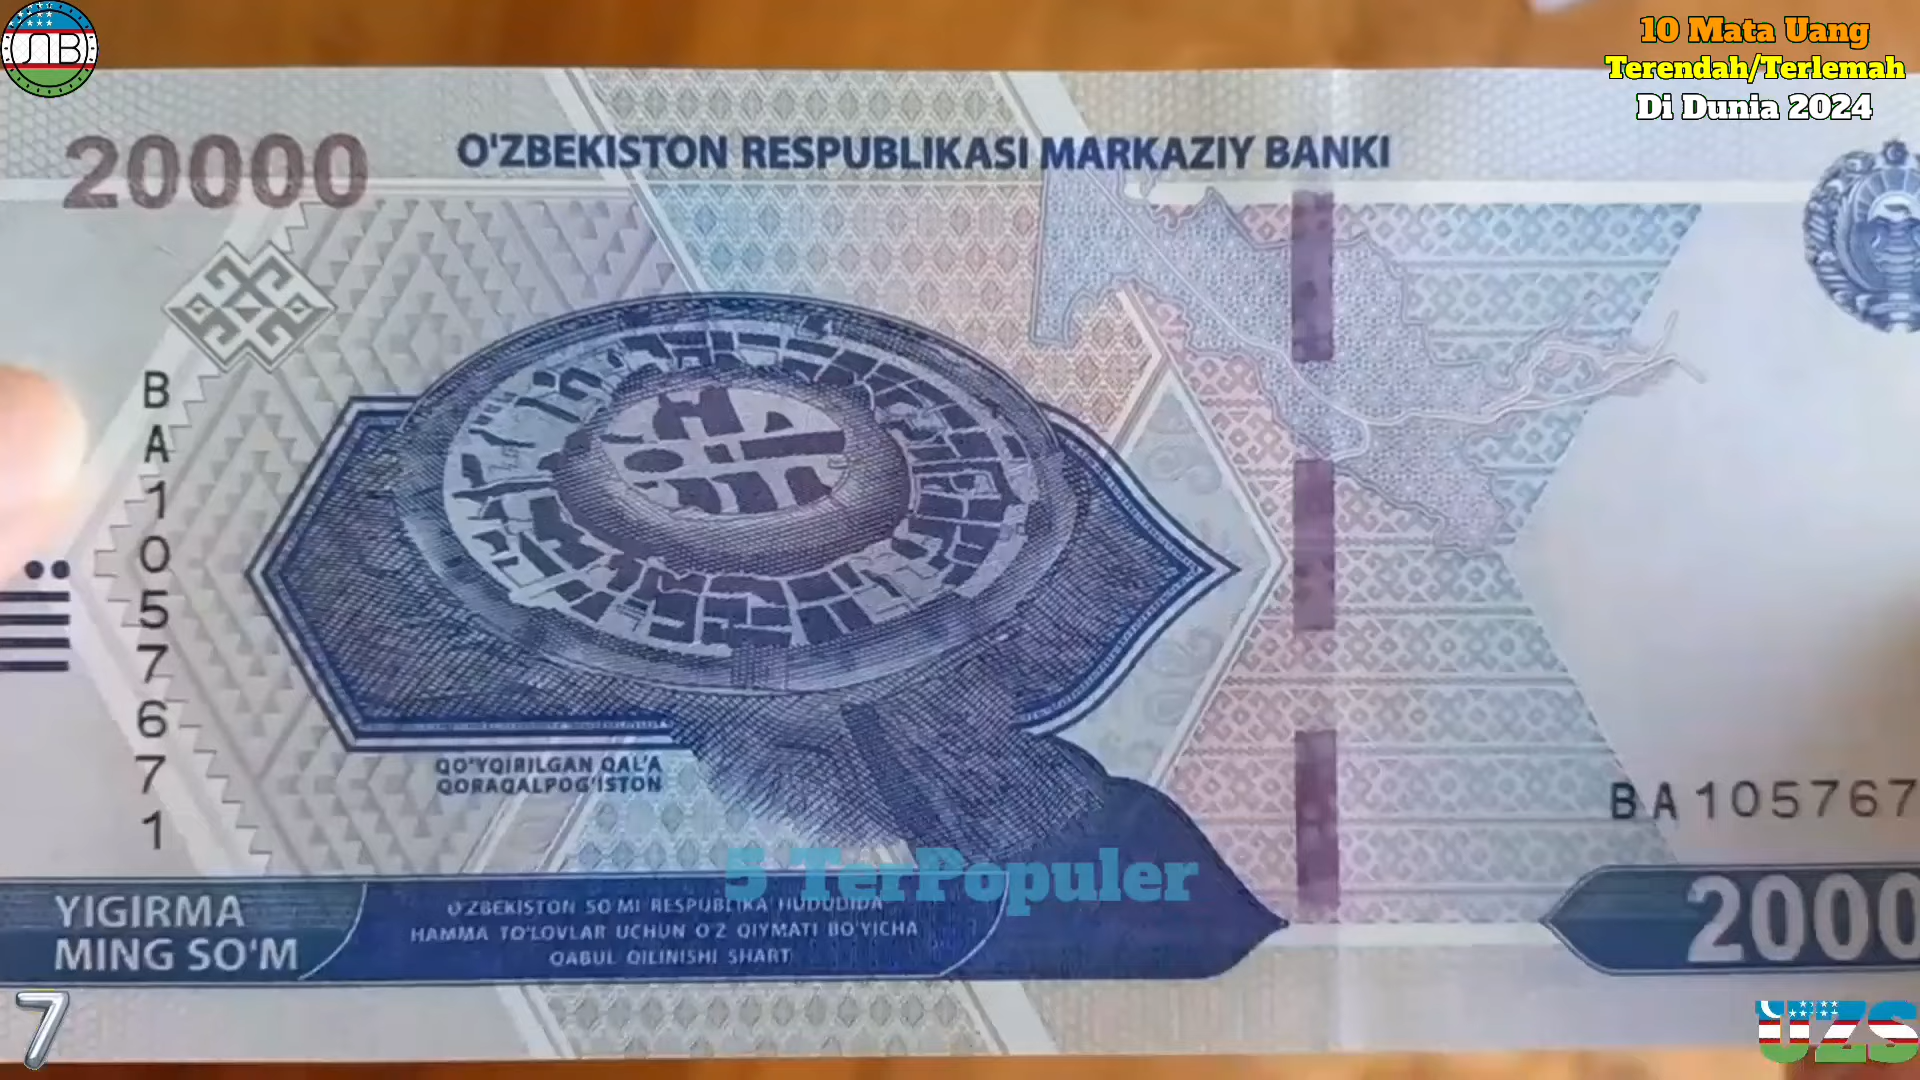 10 Mata Uang
Terendah/Terlemah
Di Dunia 2024
20000
O'ZBEKISTON RESPUBLIKASI MARKAZIY BANKI
BA1057671
QO'YQIRILGAN QAL'A
QORAQALPOG'ISTON
BA105767
5 TerPopuler
YIGIRMA
MING SO'M
O'ZBEKISTON SO'MI RESPUBLIKA HUDUDIDA
HAMMA TO'LOVLAR UCHUN O'Z QIYMATI BO'YICHA
QABUL QILINISHI SHART
2000
7
UZS